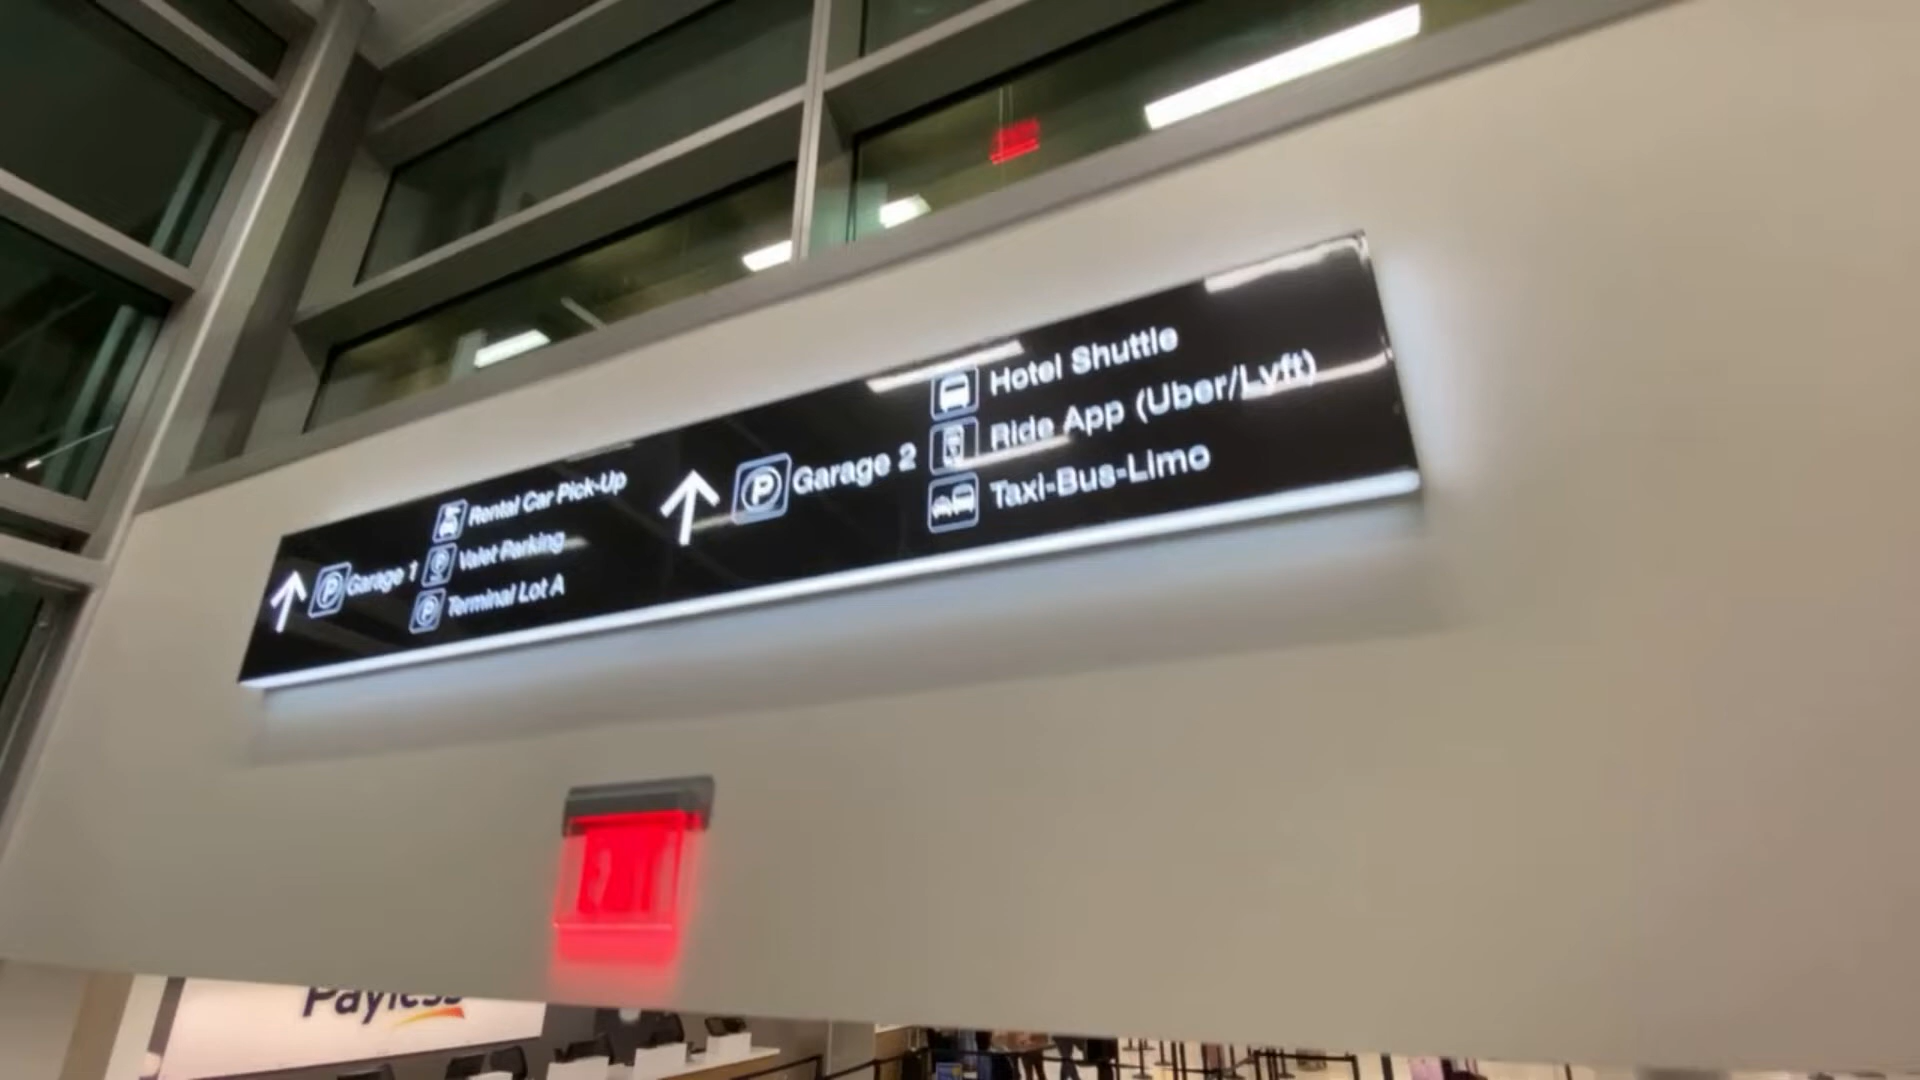 Garage 1
Rental Car Pick-Up
Valet Parking
Terminal Lot A
Garage 2
Hotel Shuttle
Ride App (Uber/Lyft)
Taxi-Bus-Limo
Payless